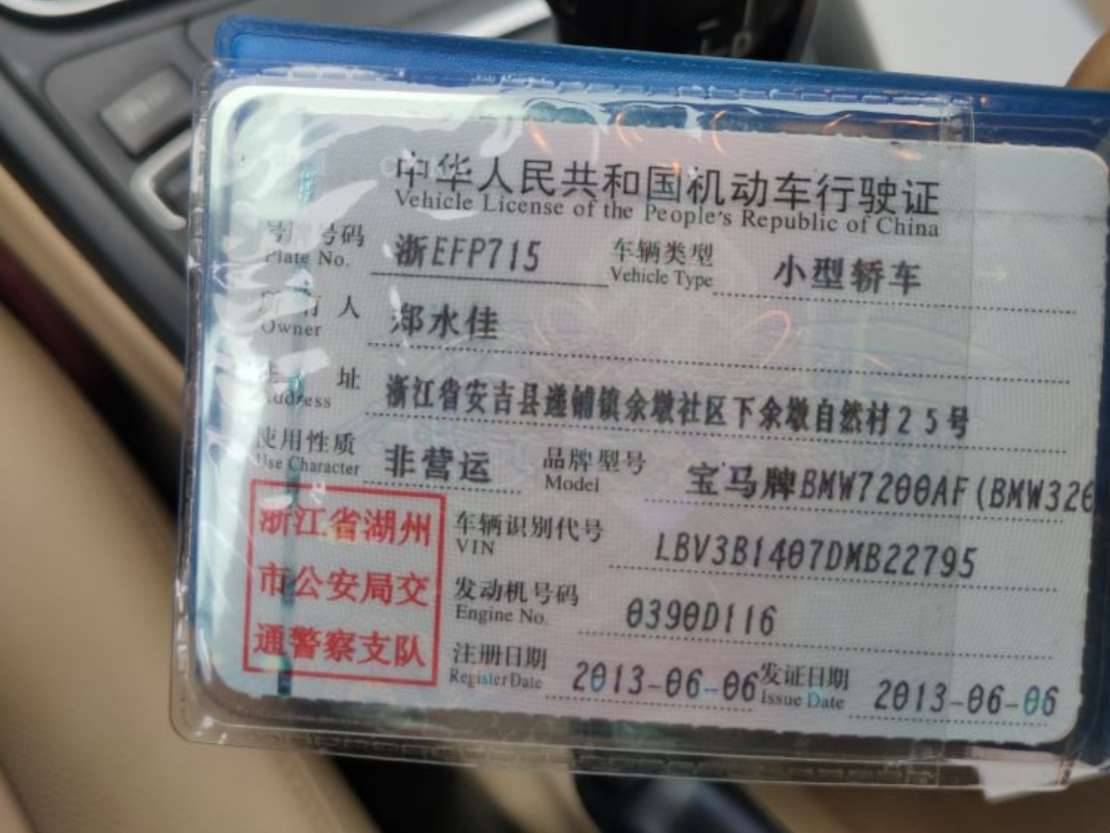 中华人民共和国机动车行驶证
Vehicle License of the People's Republic of China
号牌号码 浙EFP715 车辆类型 小型轿车
Plate No. Vehicle Type
所有人 郑水佳
Owner
住 址 浙江省安吉县递铺镇余墩社区下余墩自然村25号
Address
使用性质 非营运 品牌型号 宝马牌BMW7200AF(BMW320
Use Character Model
浙江省湖州
市公安局交
通警察支队
车辆识别代号 LBV3B1407DMB22795
VIN
发动机号码 0390D116
Engine No.
注册日期 2013-06-06 发证日期 2013-06-06
Register Date Issue Date